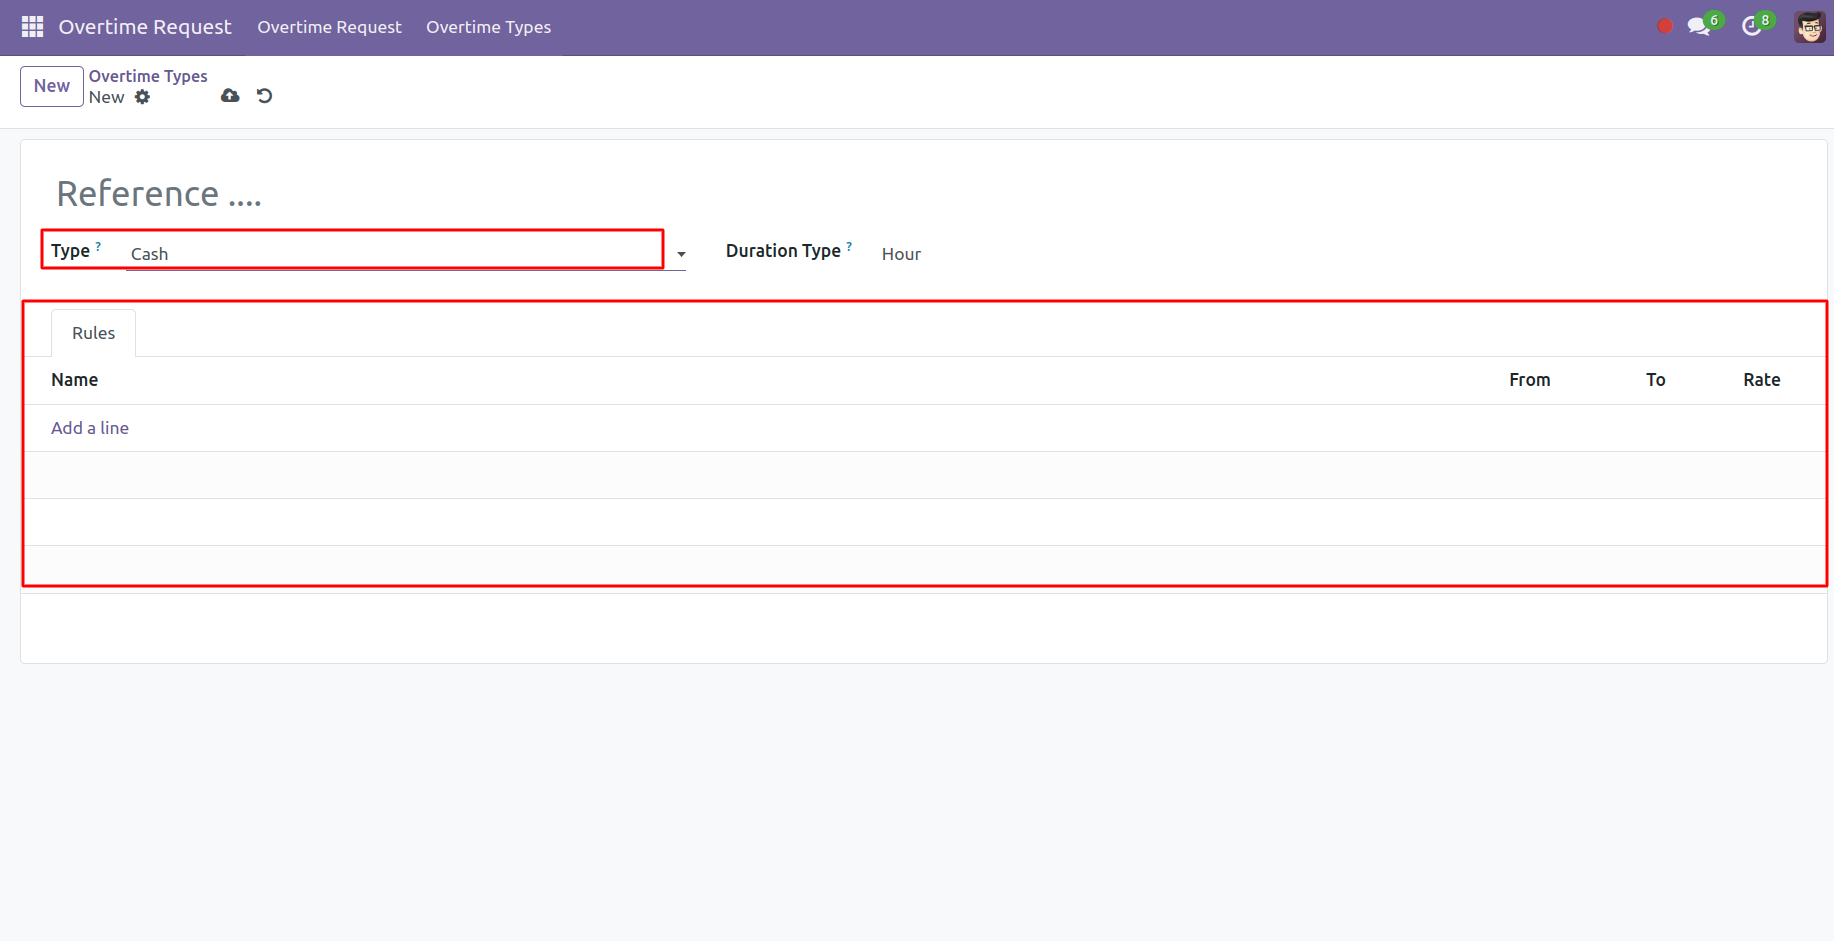 Overtime Request Overtime Request Overtime Types 6 8
New Overtime Types
New
Reference ....
Type ? Cash Duration Type ? Hour
Rules
Name From To Rate
Add a line